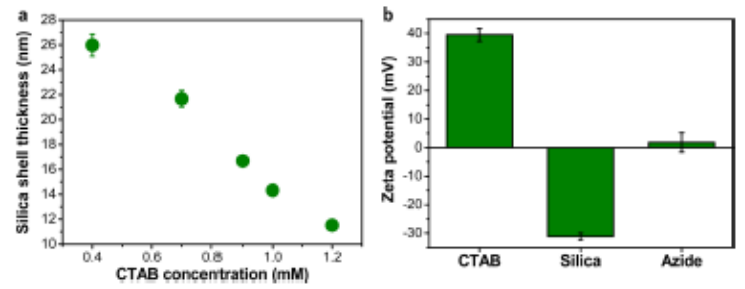 a
28
26
24
22
20
18
16
14
12
10
Silica shell thickness (nm)
0.4
0.6
0.8
1.0
1.2
CTAB concentration (mM)
b
40
30
20
10
0
-10
-20
-30
Zeta potential (mV)
CTAB
Silica
Azide